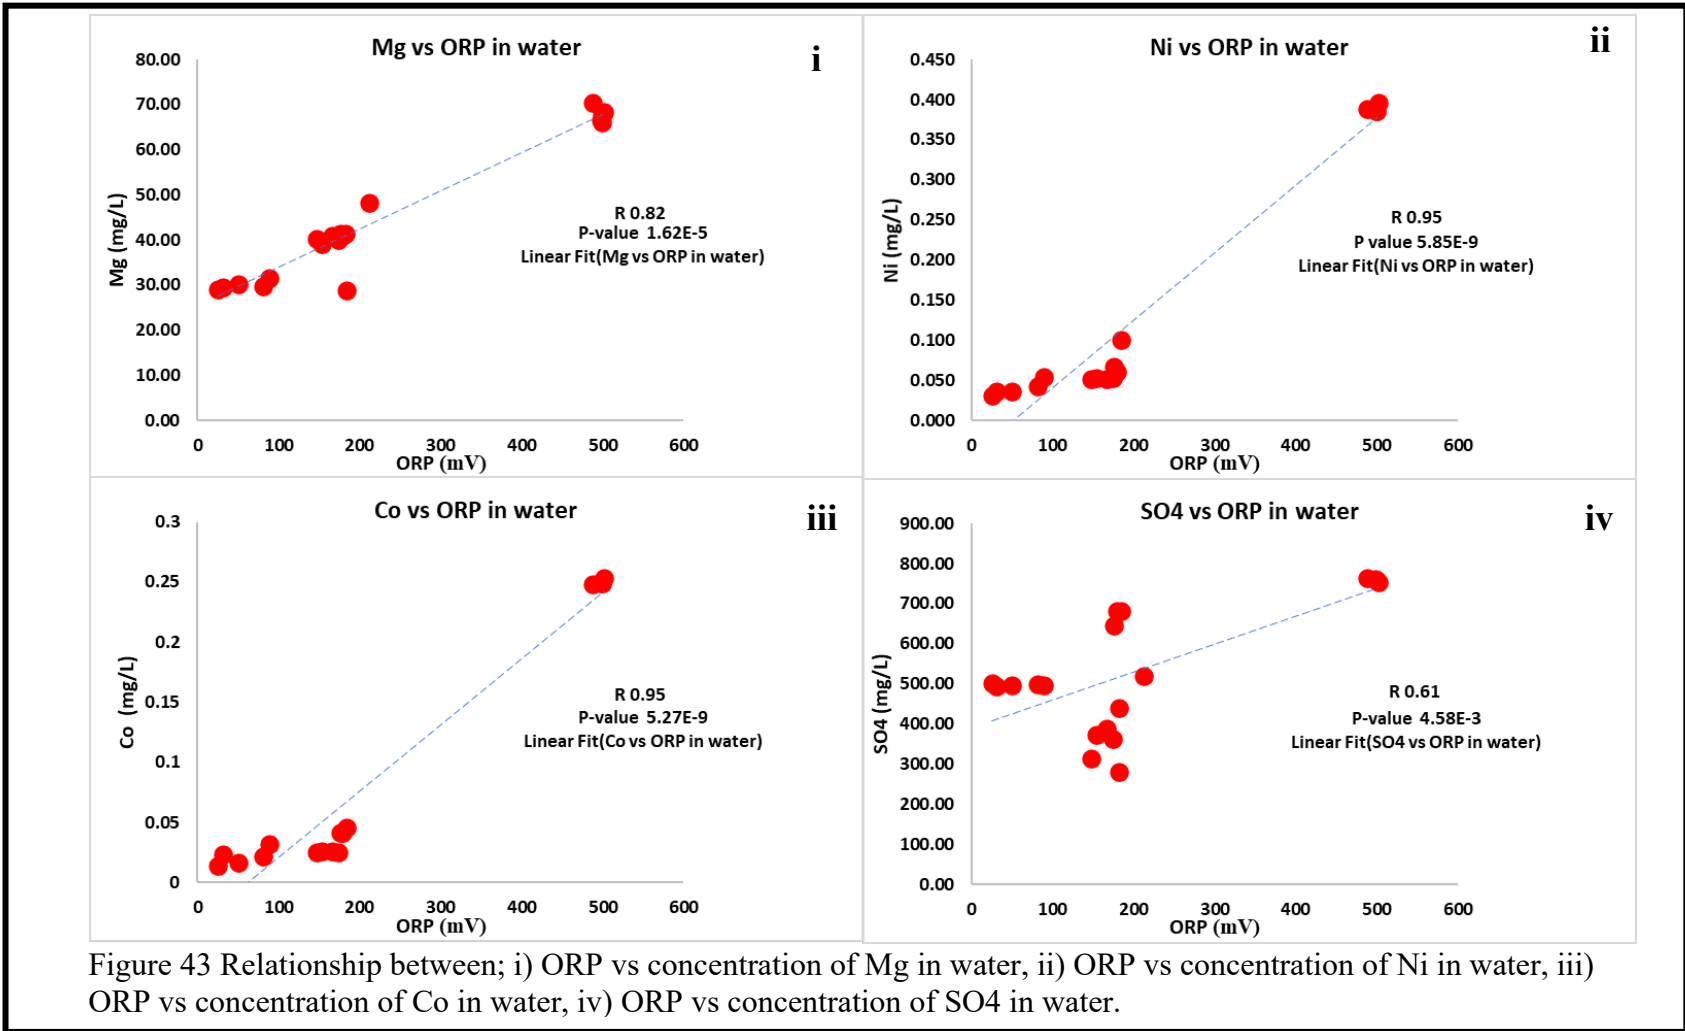 Mg vs ORP in water
i
80.00
70.00
60.00
50.00
40.00
30.00
20.00
10.00
0.00
Mg (mg/L)
R 0.82
P-value 1.62E-5
Linear Fit(Mg vs ORP in water)
0 100 200 300 400 500 600
ORP (mV)
Ni vs ORP in water
ii
0.450
0.400
0.350
0.300
0.250
0.200
0.150
0.100
0.050
0.000
Ni (mg/L)
R 0.95
P value 5.85E-9
Linear Fit(Ni vs ORP in water)
0 100 200 300 400 500 600
ORP (mV)
Co vs ORP in water
iii
0.3
0.25
0.2
0.15
0.1
0.05
0
Co (mg/L)
R 0.95
P-value 5.27E-9
Linear Fit(Co vs ORP in water)
0 100 200 300 400 500 600
ORP (mV)
SO4 vs ORP in water
iv
900.00
800.00
700.00
600.00
500.00
400.00
300.00
200.00
100.00
0.00
SO4 (mg/L)
R 0.61
P-value 4.58E-3
Linear Fit(SO4 vs ORP in water)
0 100 200 300 400 500 600
ORP (mV)
Figure 43 Relationship between; i) ORP vs concentration of Mg in water, ii) ORP vs concentration of Ni in water, iii)
ORP vs concentration of Co in water, iv) ORP vs concentration of SO4 in water.